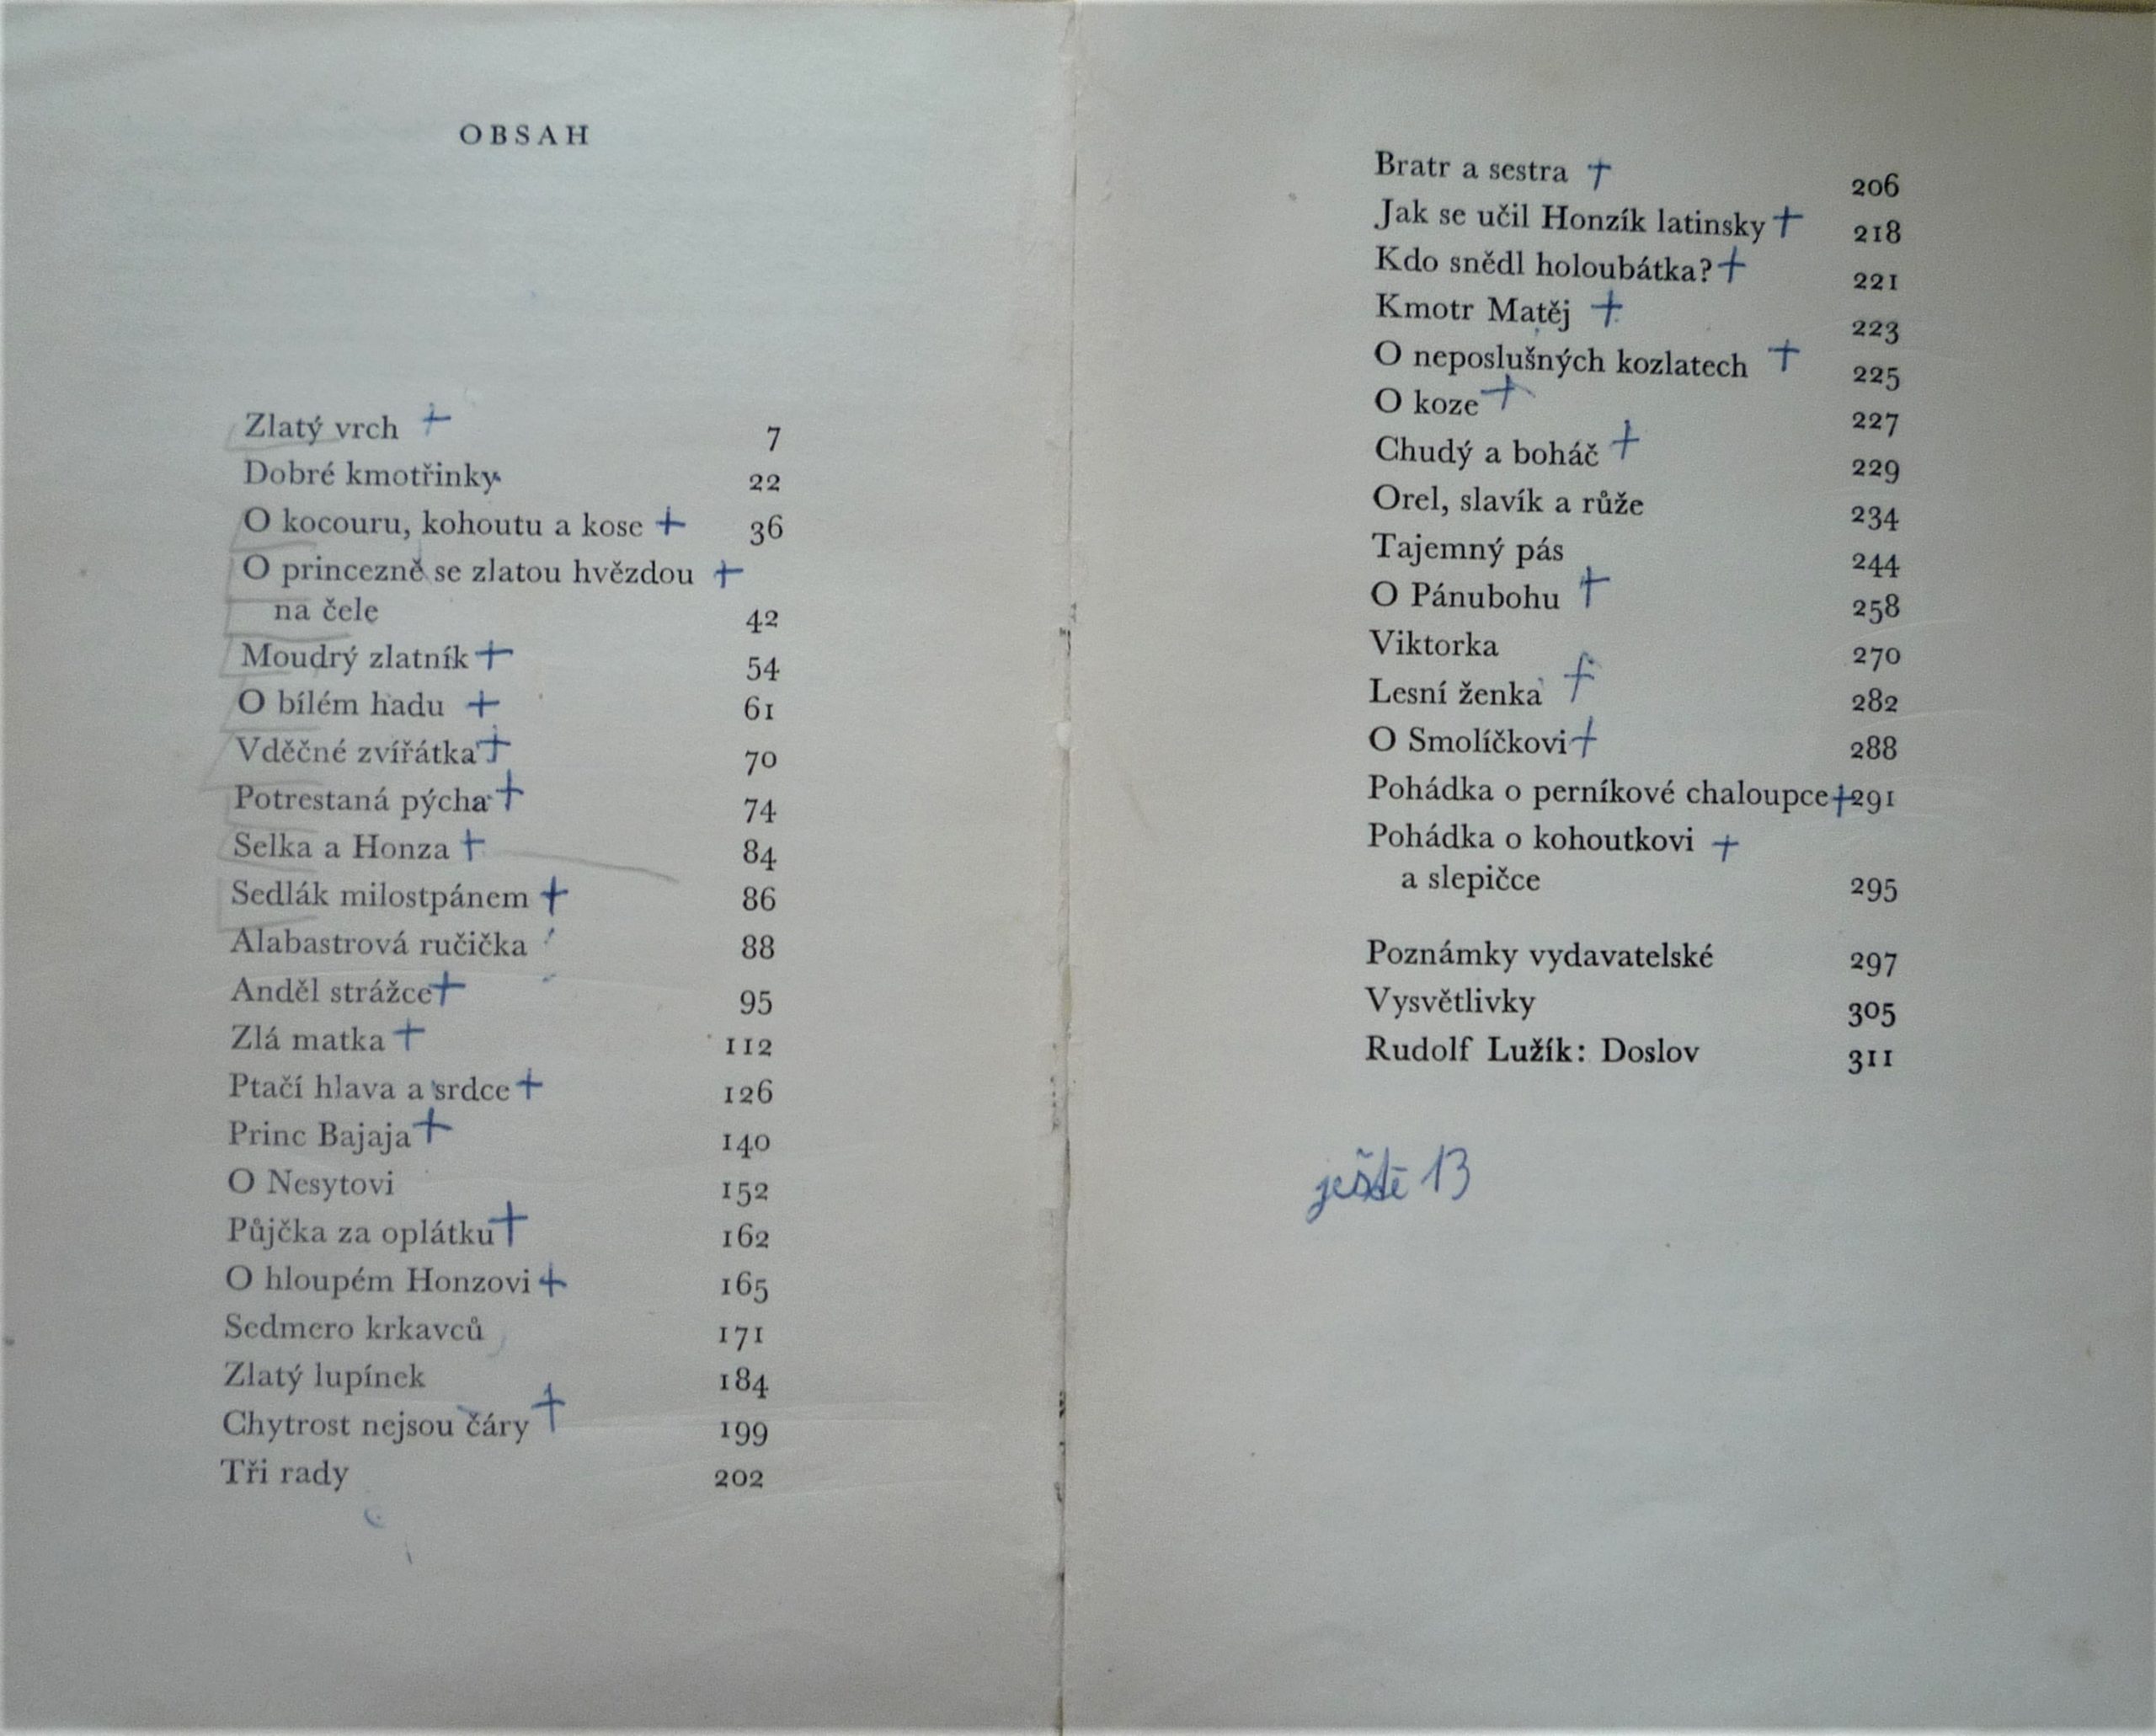 OBSAH
Zlatý vrch + 7
Dobré kmotřinky 22
O kocouru, kohoutu a kose + 36
O princezně se zlatou hvězdou +
na čele 42
Moudrý zlatník + 54
O bílém hadu + 61
Vděčné zvířátka + 70
Potrestaná pýcha + 74
Selka a Honza + 84
Sedlák milostpánem + 86
Alabastrová ručička 88
Anděl strážce + 95
Zlá matka + 112
Ptačí hlava a srdce + 126
Princ Bajaja + 140
O Nesytovi 152
Půjčka za oplátku + 162
O hloupém Honzovi + 165
Sedmero krkavců 171
Zlatý lupínek 184
Chytrost nejsou čáry + 199
Tři rady 202
Bratr a sestra + 206
Jak se učil Honzík latinsky + 218
Kdo snědl holoubátka? + 221
Kmotr Matěj + 223
O neposlušných kozlatech + 225
O koze + 227
Chudý a boháč + 229
Orel, slavík a růže 234
Tajemný pás 244
O Pánubohu + 258
Viktorka 270
Lesní ženka + 282
O Smolíčkovi + 288
Pohádka o perníkové chaloupce + 291
Pohádka o kohoutkovi +
a slepičce 295
Poznámky vydavatelské 297
Vysvětlivky 305
Rudolf Lužík: Doslov 311
ještě 13